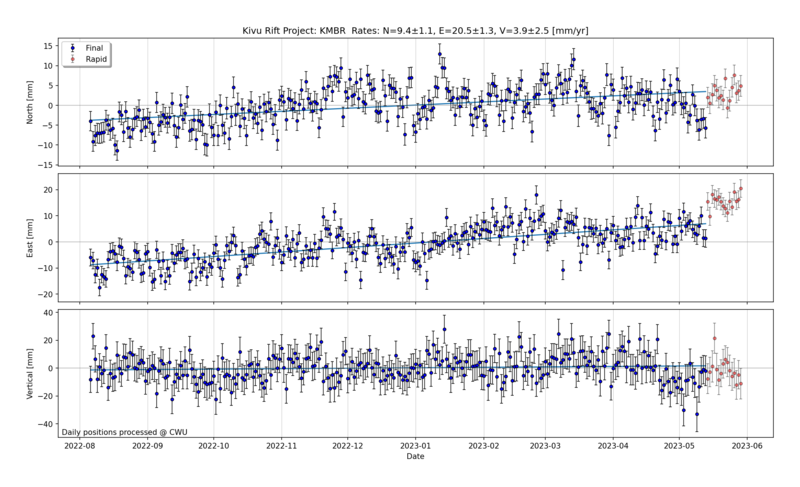 Kivu Rift Project: KMBR Rates: N=9.4±1.1, E=20.5±1.3, V=3.9±2.5 [mm/yr]
Final
Rapid
North [mm]
15
10
5
0
−5
−10
−15
East [mm]
20
10
0
−10
−20
Vertical [mm]
40
20
0
−20
−40
Daily positions processed @ CWU
2022-08 2022-09 2022-10 2022-11 2022-12 2023-01 2023-02 2023-03 2023-04 2023-05 2023-06
Date